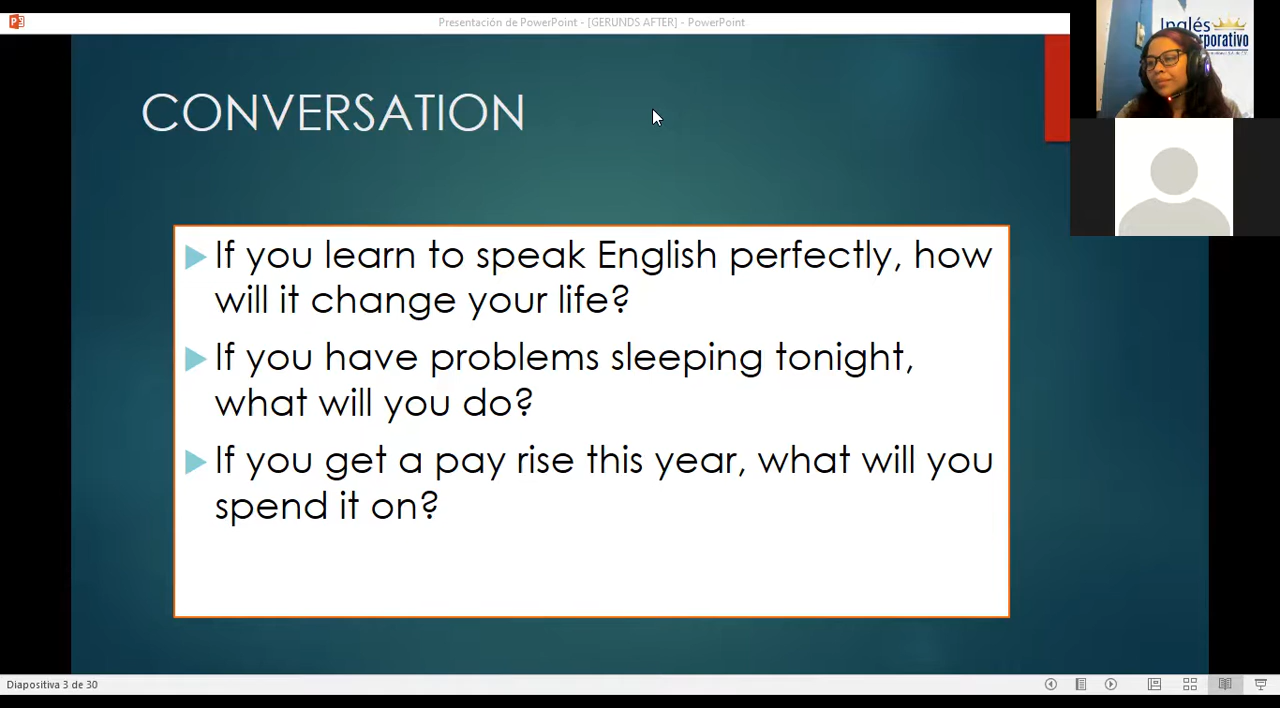 Presentación de PowerPoint - [GERUNDS AFTER] - PowerPoint
Inglés
CONVERSATION
If you learn to speak English perfectly, how
will it change your life?
If you have problems sleeping tonight,
what will you do?
If you get a pay rise this year, what will you
spend it on?
Diapositiva 3 de 30